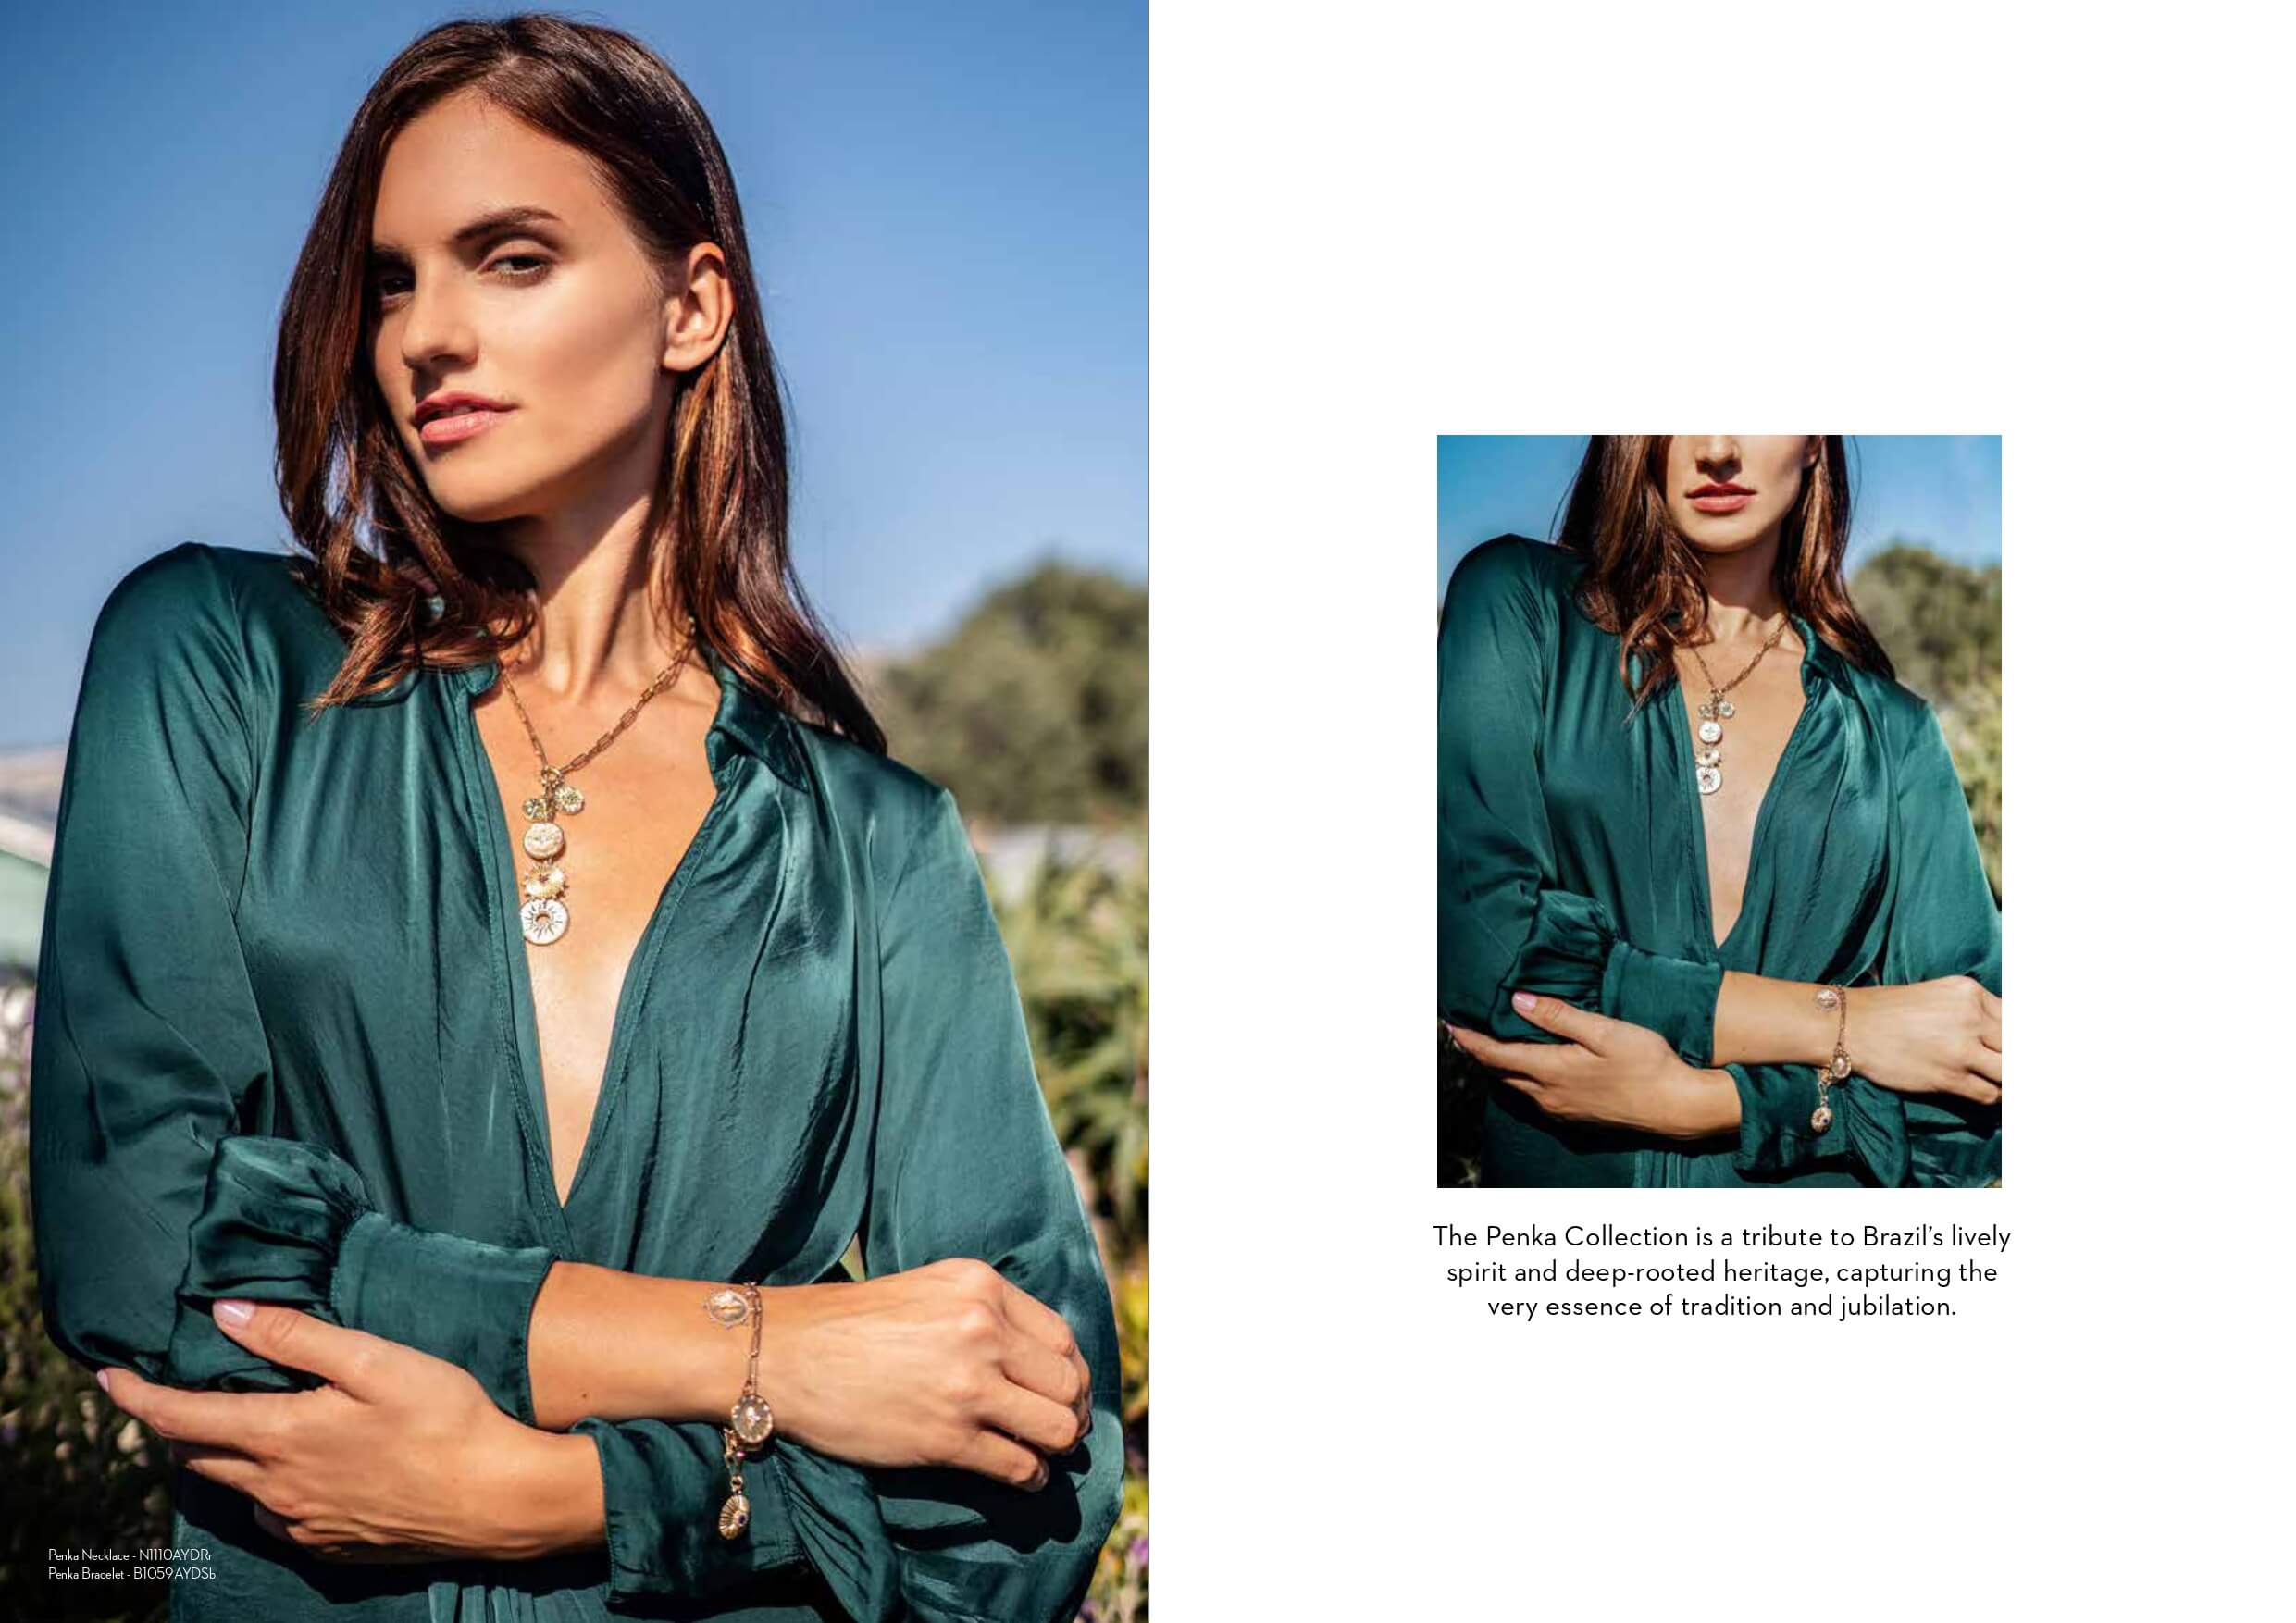 Penka Necklace - N1110AYDRr
Penka Bracelet - B1059AYDSb
The Penka Collection is a tribute to Brazil’s lively
spirit and deep-rooted heritage, capturing the
very essence of tradition and jubilation.